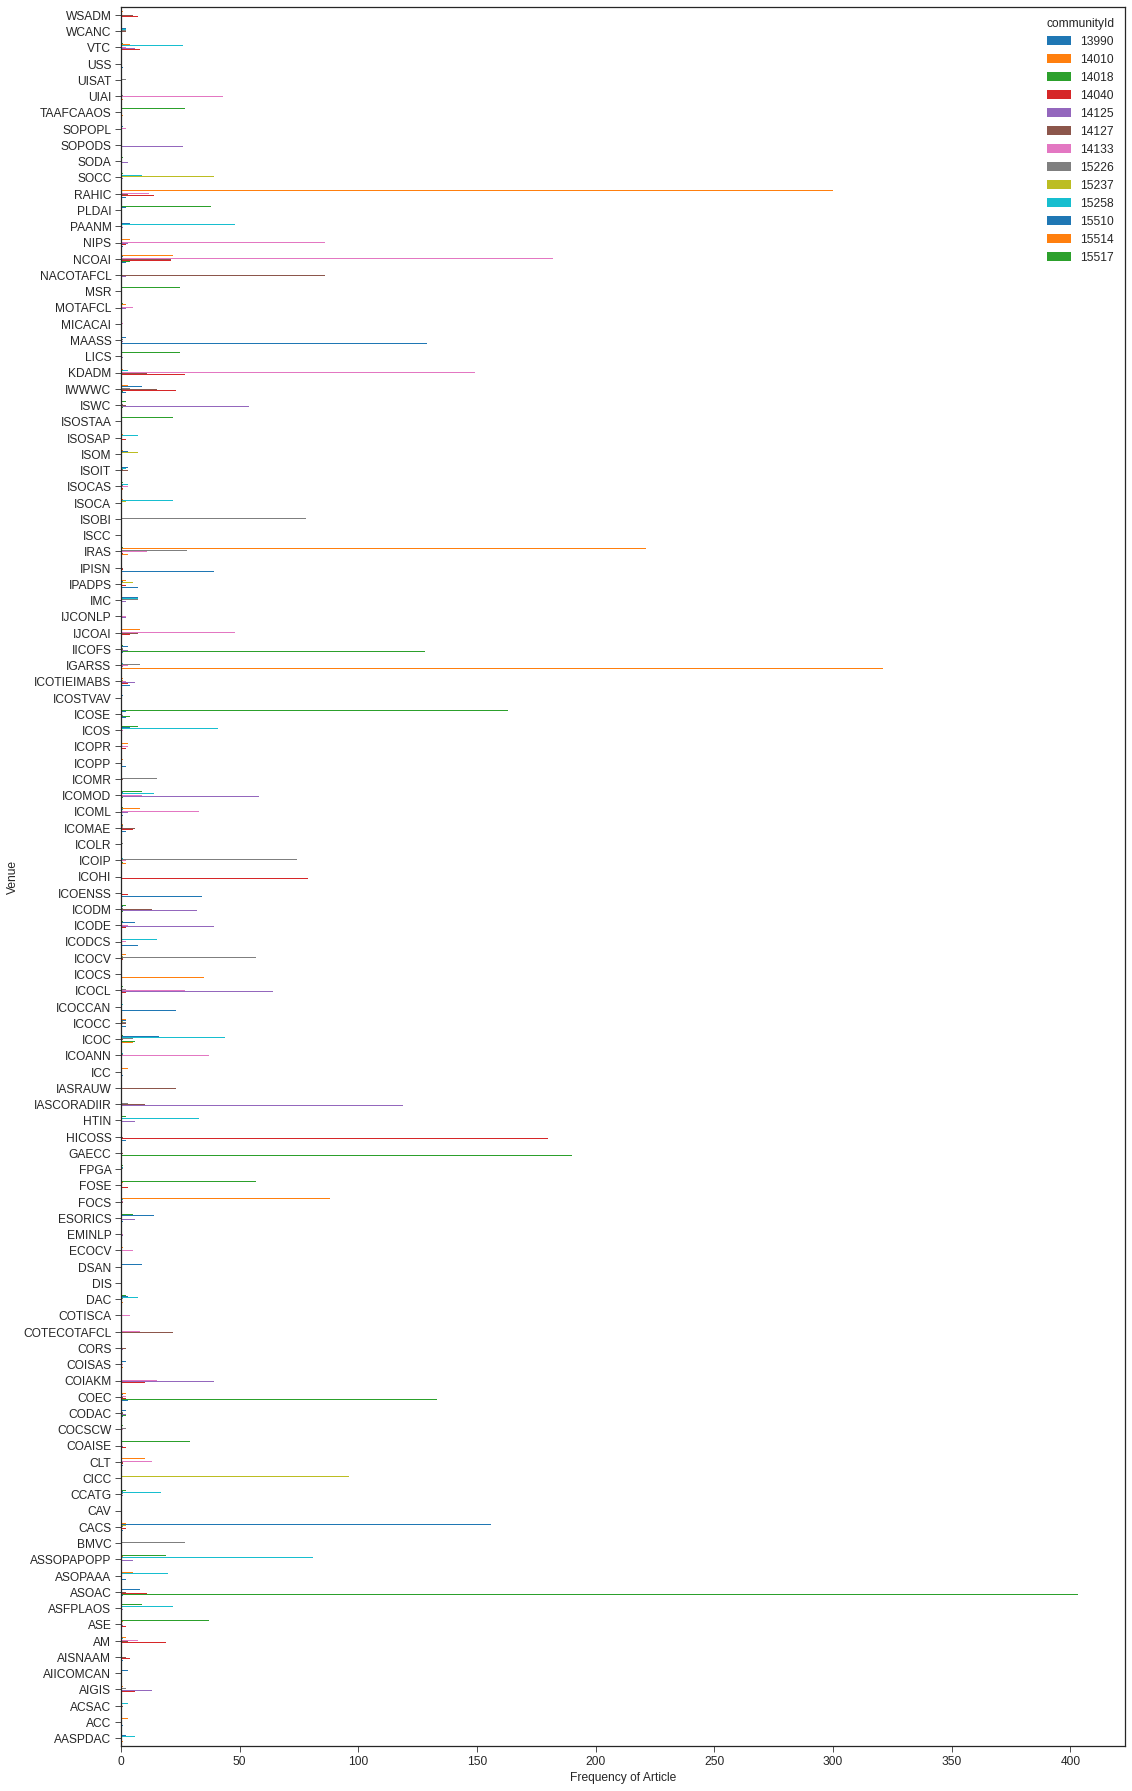 WSADM
WCANC
VTC
USS
UISAT
UIAI
TAAFCAAOS
SOPOPL
SOPODS
SODA
SOCC
RAHIC
PLDAI
PAANM
NIPS
NCOAI
NACOTAFCL
MSR
MOTAFCL
MICACAI
MAASS
LICS
KDADM
IWWWC
ISWC
ISOSTAA
ISOSAP
ISOM
ISOIT
ISOCAS
ISOCA
ISOBI
ISCC
IRAS
IPISN
IPADPS
IMC
IJCONLP
IJCOAI
IICOFS
IGARSS
ICOTIEIMABS
ICOSTVAV
ICOSE
ICOS
ICOPR
ICOPP
ICOMR
ICOMOD
ICOML
ICOMAE
ICOLR
ICOIP
ICOHI
ICOENSS
ICODM
ICODE
ICODCS
ICOCV
ICOCS
ICOCL
ICOCCAN
ICOCC
ICOC
ICOANN
ICC
IASRAUW
IASCORADIIR
HTIN
HICOSS
GAECC
FPGA
FOSE
FOCS
ESORICS
EMINLP
ECOCV
DSAN
DIS
DAC
COTISCA
COTECOTAFCL
CORS
COISAS
COIAKM
COEC
CODAC
COCSCW
COAISE
CLT
CICC
CCATG
CAV
CACS
BMVC
ASSOPAPOPP
ASOPAAA
ASOAC
ASFPLAOS
ASE
AM
AISNAAM
AIICOMCAN
AIGIS
ACSAC
ACC
AASPDAC
Venue
0 50 100 150 200 250 300 350 400
Frequency of Article
communityId
13990
14010
14018
14040
14125
14127
14133
15226
15237
15258
15510
15514
15517